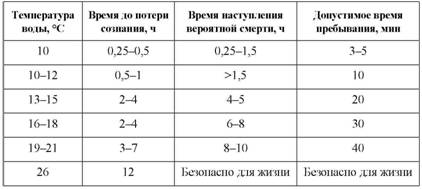 Температура воды, °C | Время до потери сознания, ч | Время наступления вероятной смерти, ч | Допустимое время пребывания, мин
10 | 0,25–0,5 | 0,25–1,5 | 3–5
10–12 | 0,5–1 | >1,5 | 10
13–15 | 2–4 | 4–5 | 20
16–18 | 2–4 | 6–8 | 30
19–21 | 3–7 | 8–10 | 40
26 | 12 | Безопасно для жизни | Безопасно для жизни